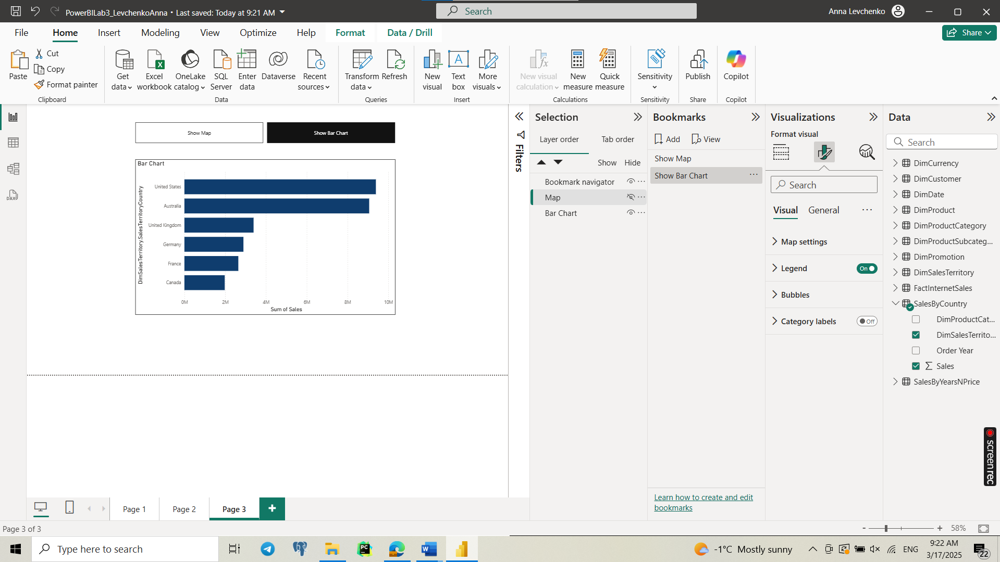 PowerBILab3_LevchenkoAnna • Last saved: Today at 9:21 AM
Search
Anna Levchenko
File
Home
Insert
Modeling
View
Optimize
Help
Format
Data / Drill
Share
Paste
Cut
Copy
Format painter
Clipboard
Get data
Excel workbook
OneLake catalog
SQL Server
Enter data
Dataverse
Recent sources
Data
Transform data
Refresh
Queries
New visual
Text box
More visuals
Insert
New visual calculation
New measure
Quick measure
Calculations
Sensitivity
Sensitivity
Publish
Share
Copilot
Copilot
Show Map
Show Bar Chart
Bar Chart
DimSalesTerritory.SalesTerritoryCountry
United States
Australia
United Kingdom
Germany
France
Canada
0M
2M
4M
6M
8M
10M
Sum of Sales
Filters
Selection
Layer order
Tab order
Show
Hide
Bookmark navigator
Map
Bar Chart
Bookmarks
Add
View
Show Map
Show Bar Chart
Learn how to create and edit
bookmarks
Visualizations
Format visual
Search
Visual
General
Map settings
Legend
On
Bubbles
Category labels
Off
Data
Search
DimCurrency
DimCustomer
DimDate
DimProduct
DimProductCategory
DimProductSubcateg...
DimPromotion
DimSalesTerritory
FactInternetSales
SalesByCountry
DimProductCat...
DimSalesTerrito...
Order Year
Sales
SalesByYearsNPrice
screenrec
DAX
Page 1
Page 2
Page 3
Page 3 of 3
58%
Type here to search
PC
W
-1°C Mostly sunny
ENG
9:22 AM
3/17/2025
22